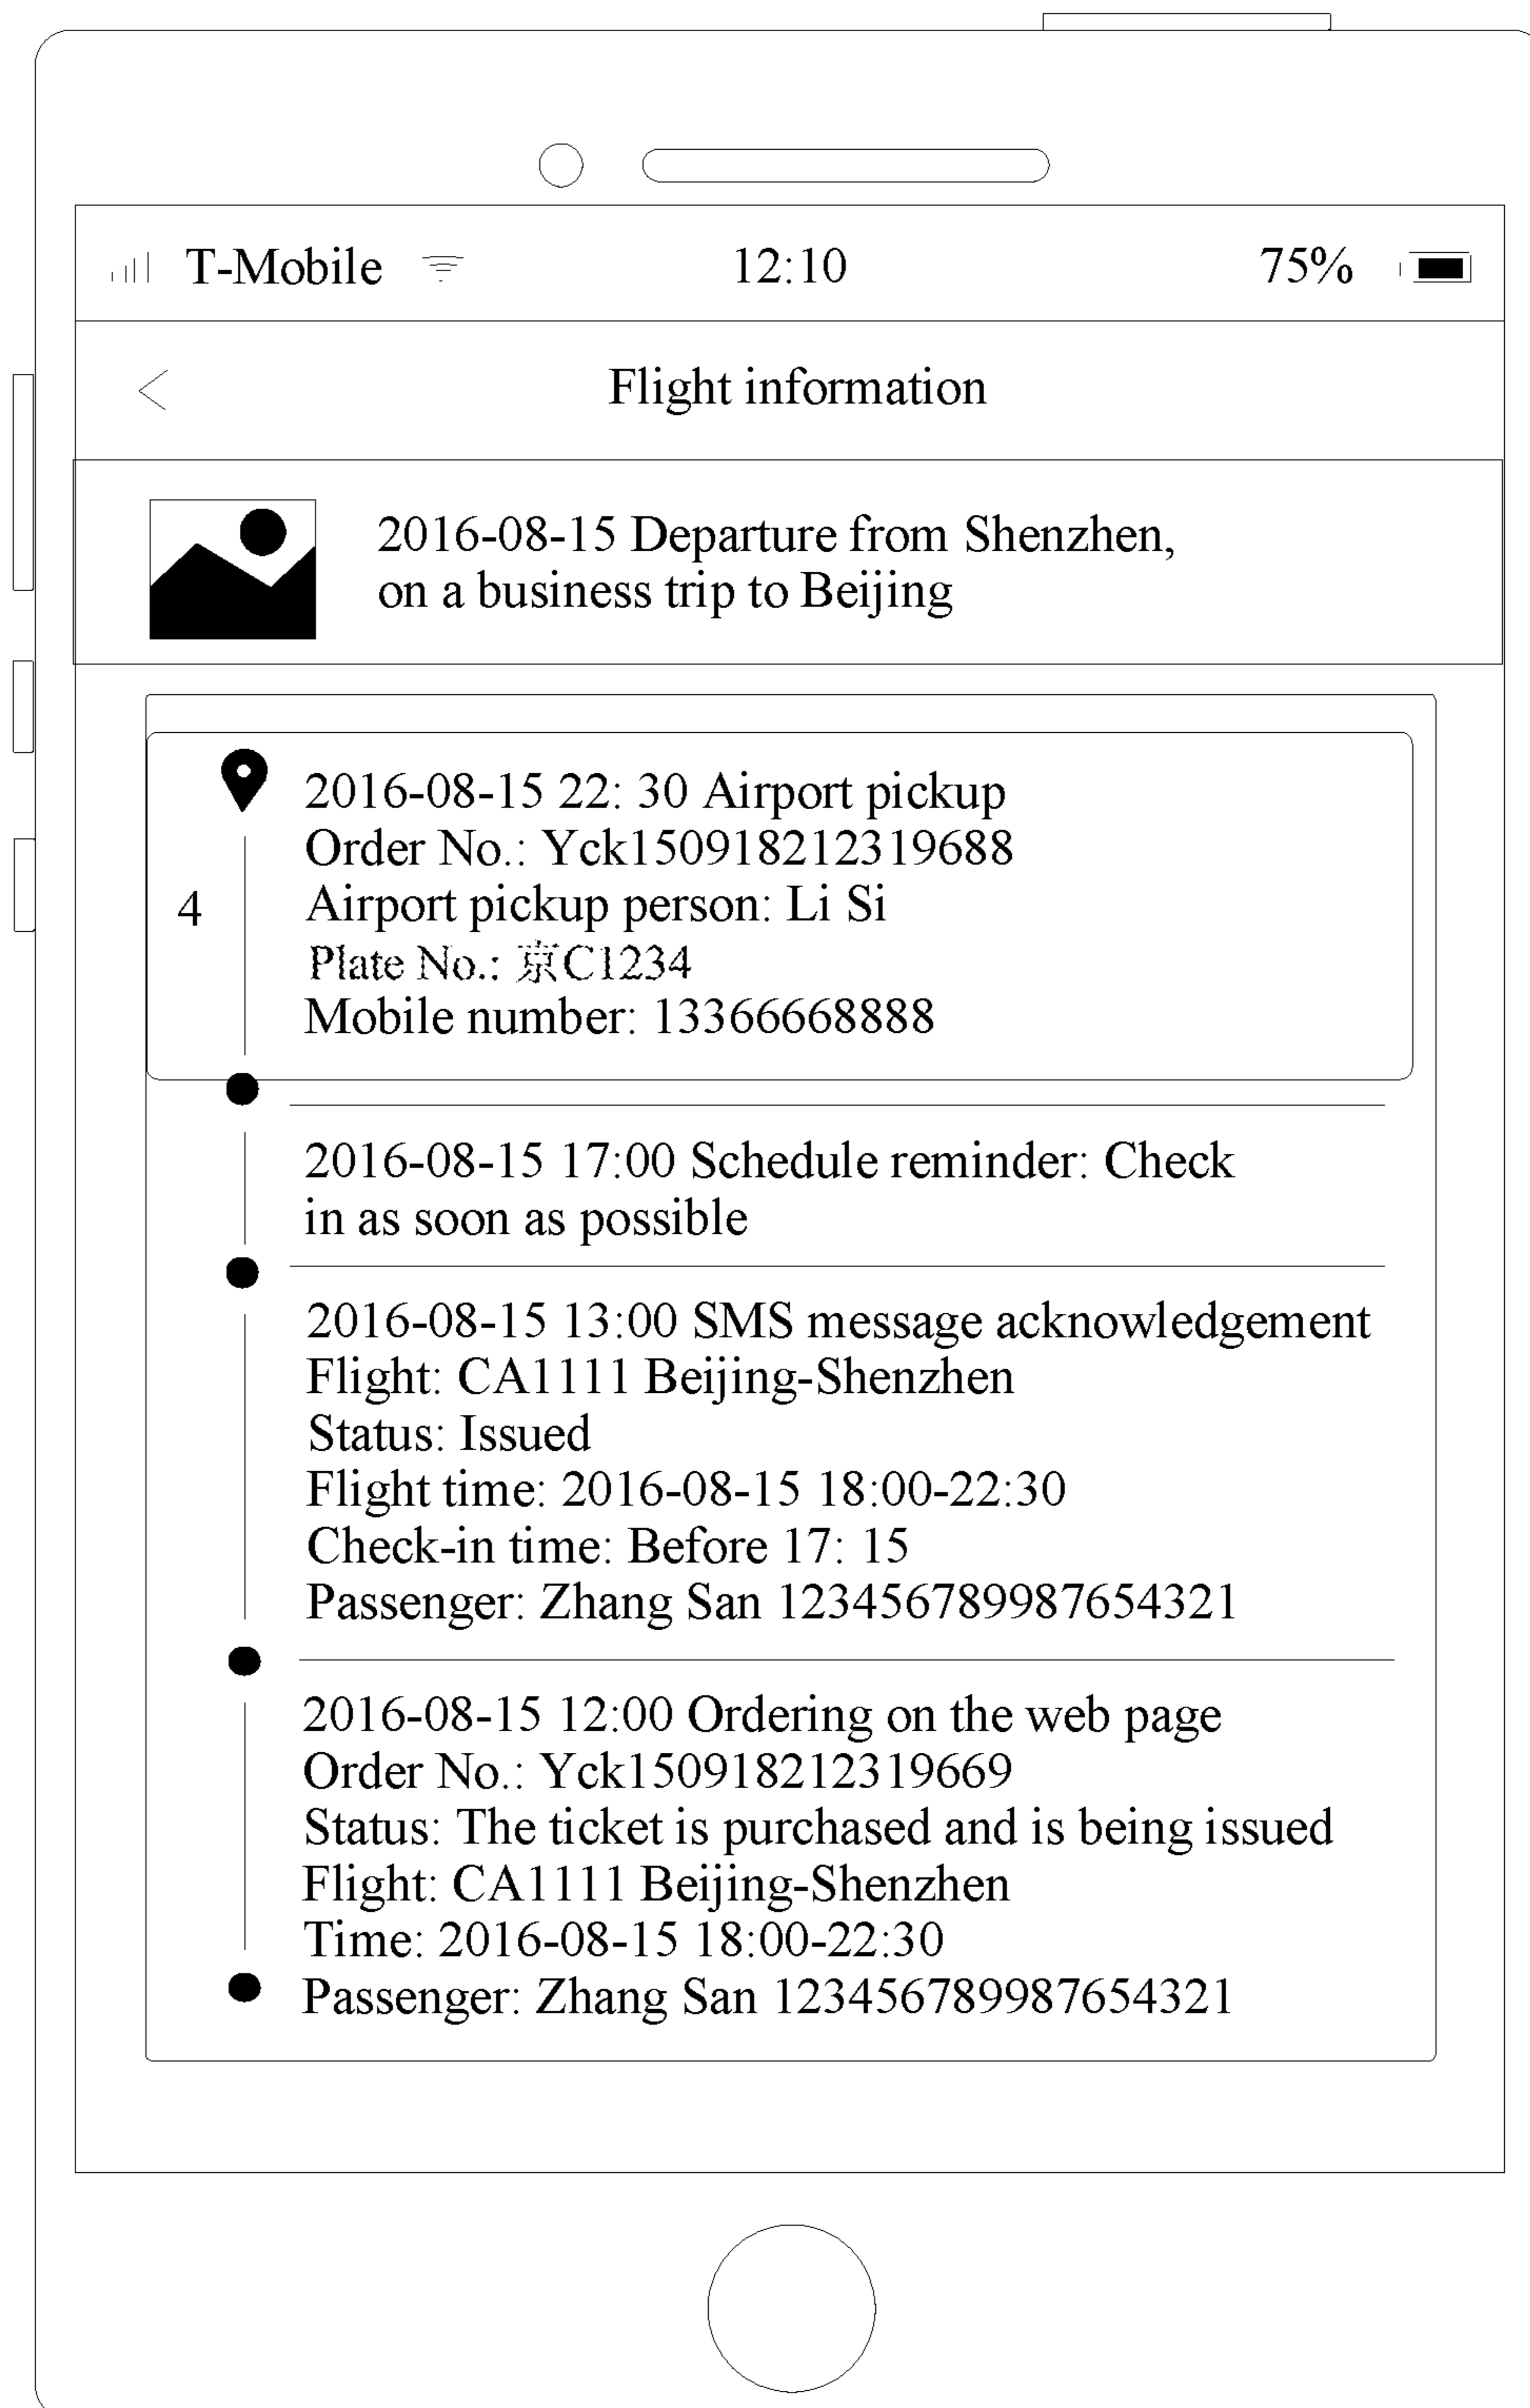 T-Mobile 12:10 75%
< Flight information
2016-08-15 Departure from Shenzhen,
on a business trip to Beijing
2016-08-15 22: 30 Airport pickup
Order No.: Yck150918212319688
4 Airport pickup person: Li Si
Plate No.: 京C1234
Mobile number: 13366668888
2016-08-15 17:00 Schedule reminder: Check
in as soon as possible
2016-08-15 13:00 SMS message acknowledgement
Flight: CA1111 Beijing-Shenzhen
Status: Issued
Flight time: 2016-08-15 18:00-22:30
Check-in time: Before 17: 15
Passenger: Zhang San 123456789987654321
2016-08-15 12:00 Ordering on the web page
Order No.: Yck150918212319669
Status: The ticket is purchased and is being issued
Flight: CA1111 Beijing-Shenzhen
Time: 2016-08-15 18:00-22:30
Passenger: Zhang San 123456789987654321